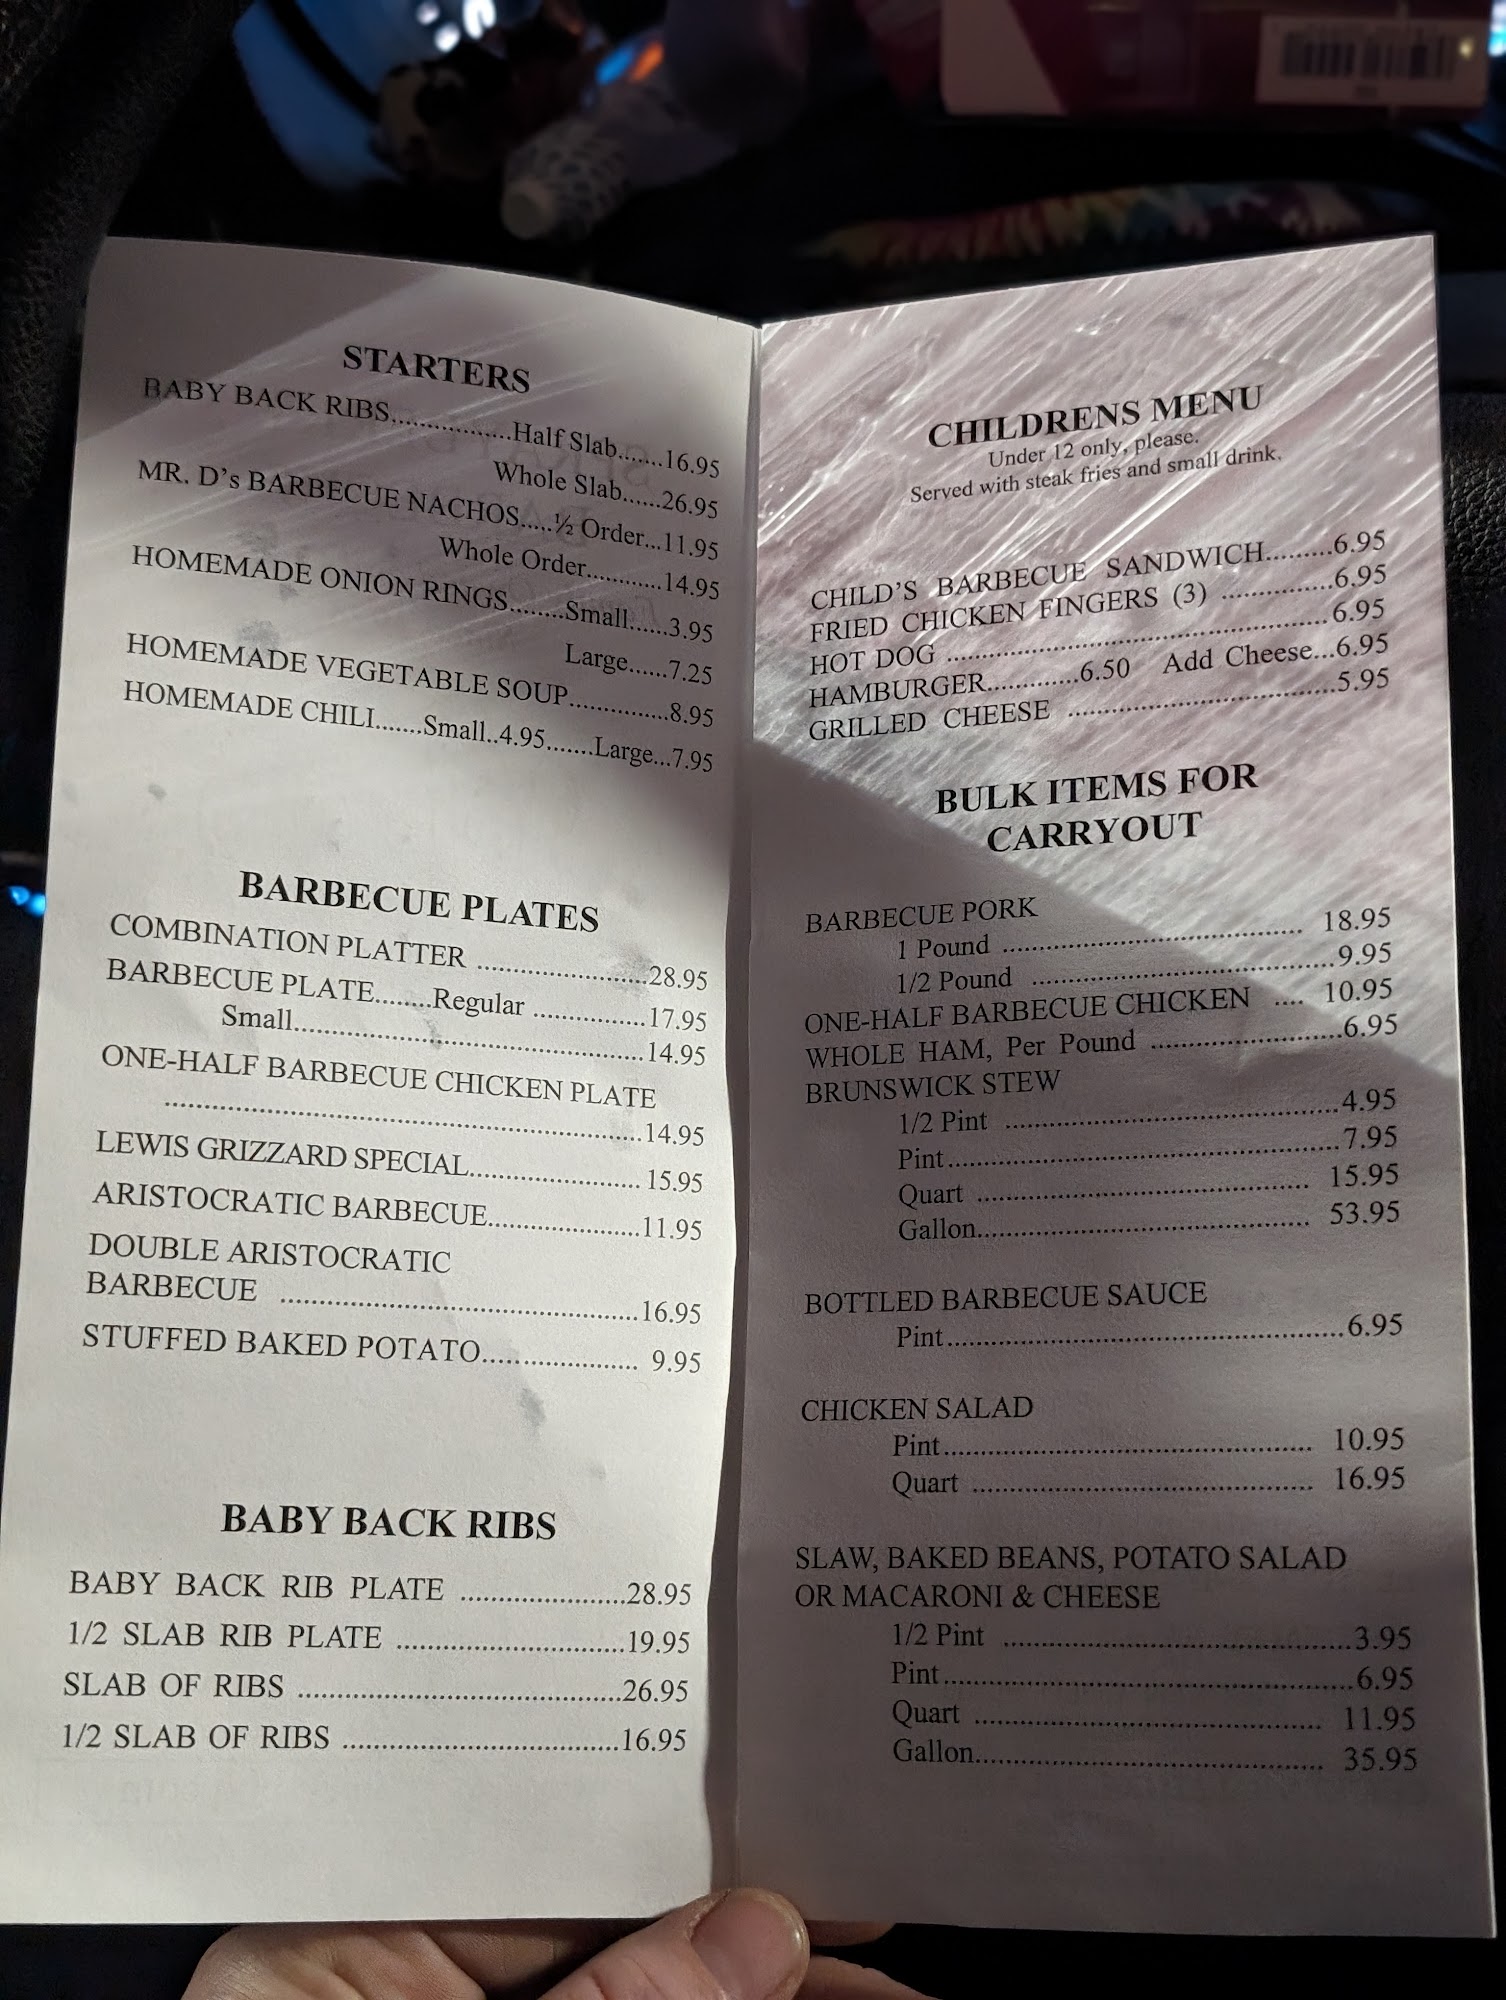 STARTERS
BABY BACK RIBS.................Half Slab.......16.95
Whole Slab......26.95
MR. D's BARBECUE NACHOS.....½ Order...11.95
Whole Order............14.95
HOMEMADE ONION RINGS........Small......3.95
Large......7.25
HOMEMADE VEGETABLE SOUP...............8.95
HOMEMADE CHILI.......Small..4.95.......Large...7.95
BARBECUE PLATES
COMBINATION PLATTER ..........................28.95
BARBECUE PLATE........Regular .................17.95
Small.....................................................14.95
ONE-HALF BARBECUE CHICKEN PLATE
........................................................................14.95
LEWIS GRIZZARD SPECIAL.......................... 15.95
ARISTOCRATIC BARBECUE.......................11.95
DOUBLE ARISTOCRATIC
BARBECUE ......................................................16.95
STUFFED BAKED POTATO........................ 9.95
BABY BACK RIBS
BABY BACK RIB PLATE .........................28.95
1/2 SLAB RIB PLATE ...................................19.95
SLAB OF RIBS .................................................26.95
1/2 SLAB OF RIBS ..........................................16.95
CHILDRENS MENU
Under 12 only, please.
Served with steak fries and small drink.
CHILD'S BARBECUE SANDWICH.........6.95
FRIED CHICKEN FINGERS (3) ...............6.95
HOT DOG .......................................................6.95
HAMBURGER.............6.50 Add Cheese...6.95
GRILLED CHEESE ......................................5.95
BULK ITEMS FOR
CARRYOUT
BARBECUE PORK
1 Pound ............................................. 18.95
1/2 Pound .............................................9.95
ONE-HALF BARBECUE CHICKEN .... 10.95
WHOLE HAM, Per Pound ............................6.95
BRUNSWICK STEW
1/2 Pint ..................................................4.95
Pint...........................................................7.95
Quart .................................................. 15.95
Gallon.................................................. 53.95
BOTTLED BARBECUE SAUCE
Pint...........................................................6.95
CHICKEN SALAD
Pint....................................................... 10.95
Quart ................................................... 16.95
SLAW, BAKED BEANS, POTATO SALAD
OR MACARONI & CHEESE
1/2 Pint ....................................................3.95
Pint.............................................................6.95
Quart .................................................... 11.95
Gallon.................................................... 35.95